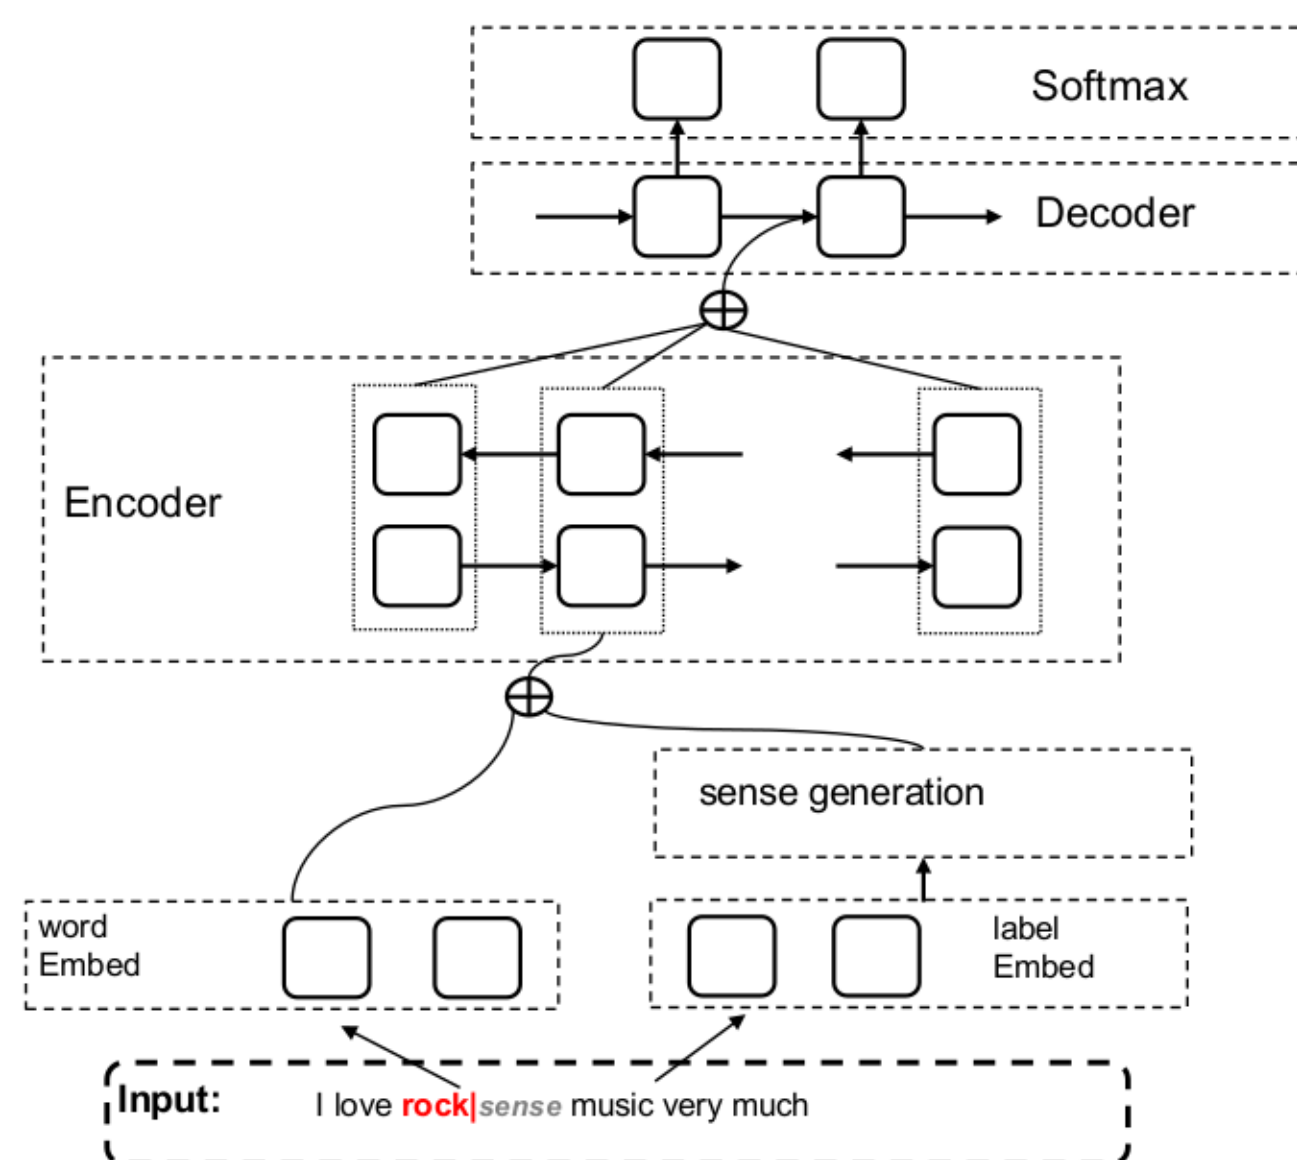 Softmax
Decoder
Encoder
sense generation
word
Embed
label
Embed
Input: I love rock|sense music very much